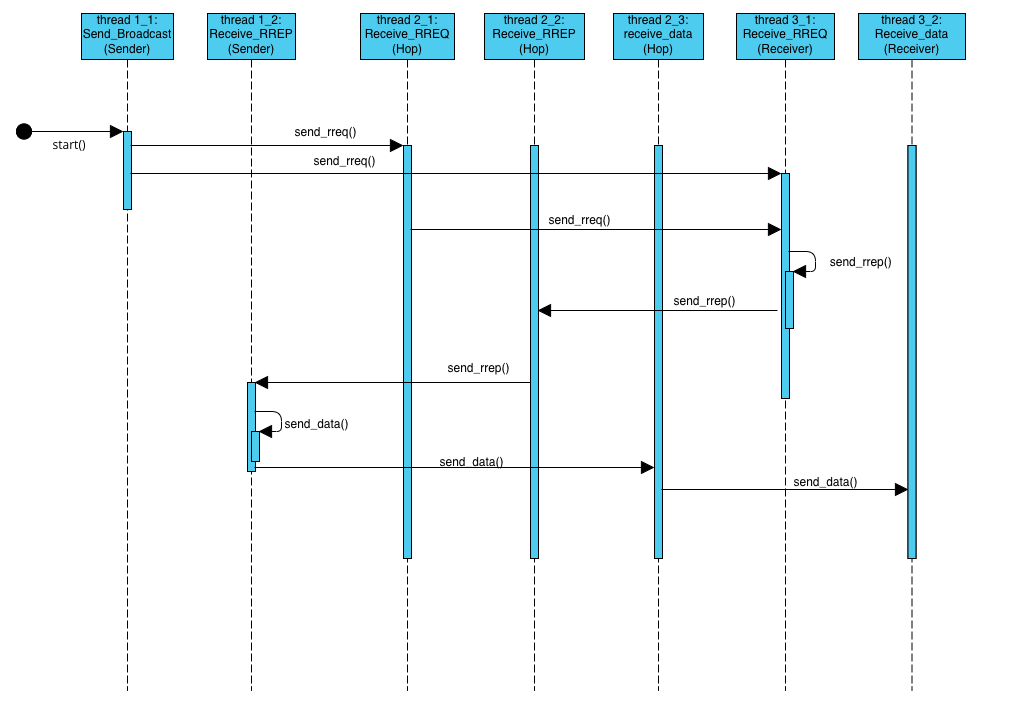 thread 1_1:
Send_Broadcast
(Sender)
thread 1_2:
Receive_RREP
(Sender)
thread 2_1:
Receive_RREQ
(Hop)
thread 2_2:
Receive_RREP
(Hop)
thread 2_3:
receive_data
(Hop)
thread 3_1:
Receive_RREQ
(Receiver)
thread 3_2:
Receive_data
(Receiver)
start()
send_rreq()
send_rreq()
send_rreq()
send_rrep()
send_rrep()
send_rrep()
send_data()
send_data()
send_data()